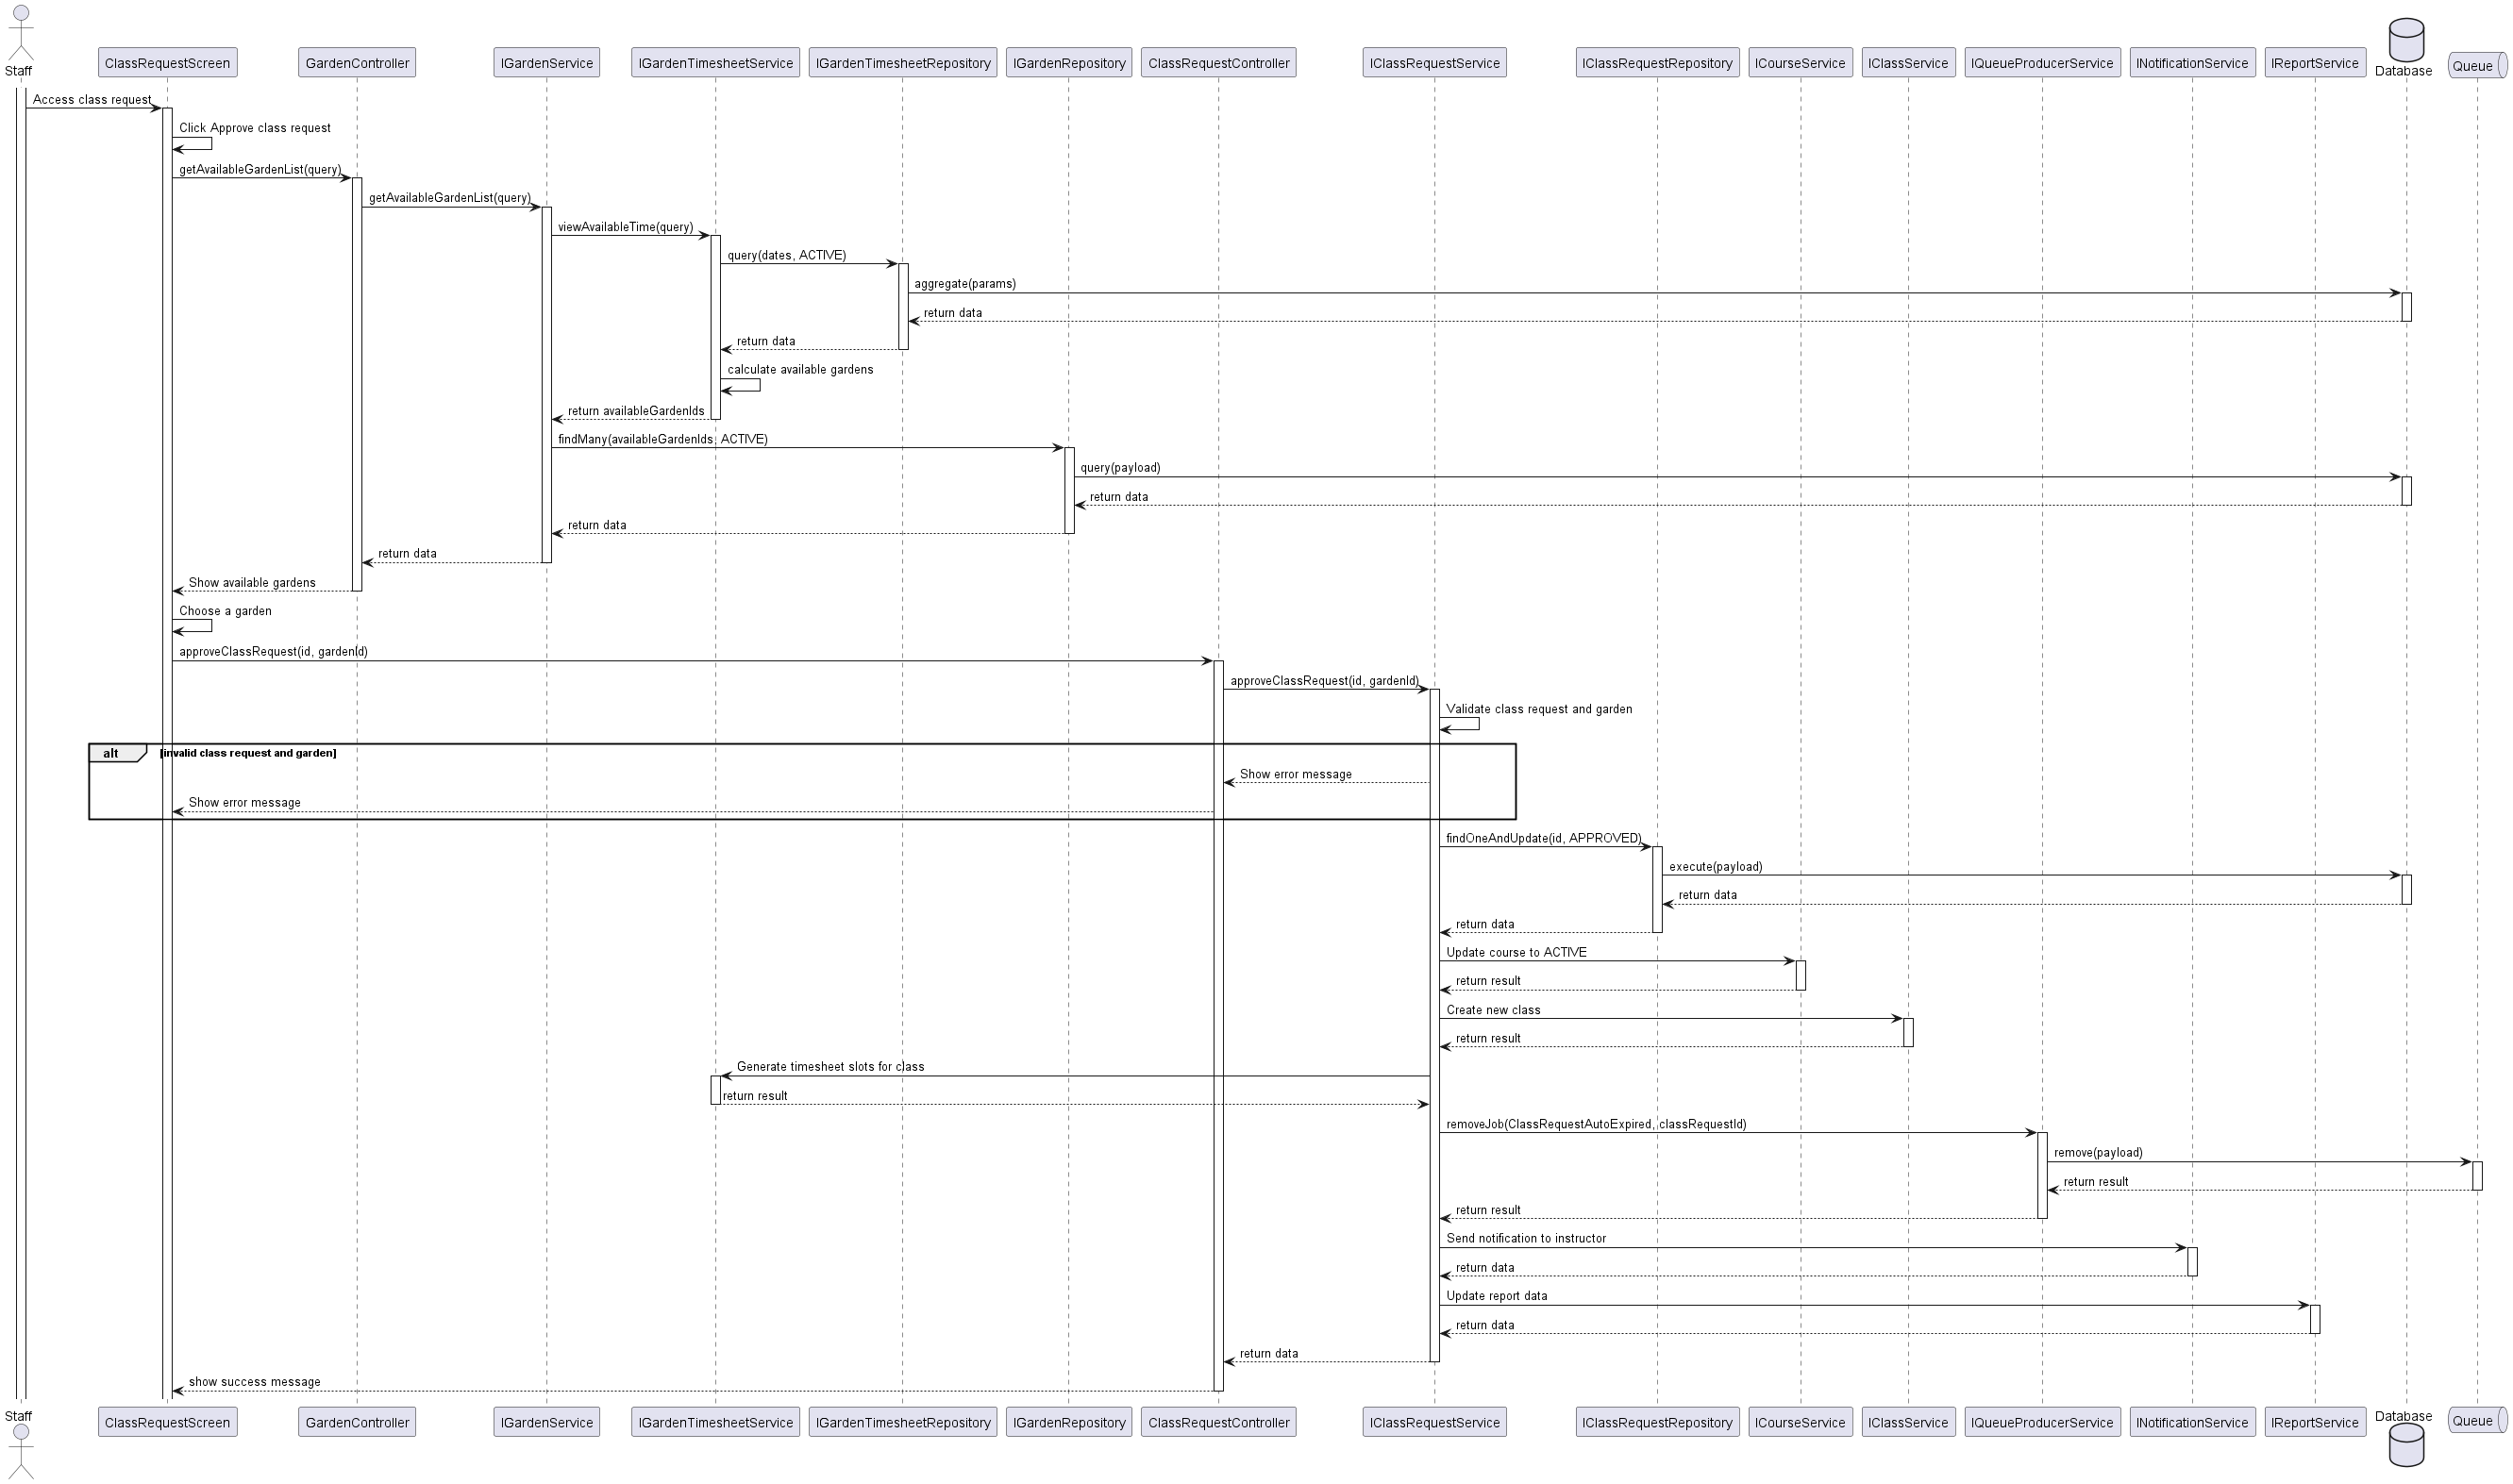 Staff
ClassRequestScreen
GardenController
IGardenService
IGardenTimesheetService
IGardenTimesheetRepository
IGardenRepository
ClassRequestController
IClassRequestService
IClassRequestRepository
ICourseService
IClassService
IQueueProducerService
INotificationService
IReportService
Database
Queue
Access class request
Click Approve class request
getAvailableGardenList(query)
getAvailableGardenList(query)
viewAvailableTime(query)
query(dates, ACTIVE)
aggregate(params)
return data
return data
calculate available gardens
return availableGardenIds
findMany(availableGardenIds, ACTIVE)
query(payload)
return data
return data
return data
Show available gardens
Choose a garden
approveClassRequest(id, gardenId)
approveClassRequest(id, gardenId)
Validate class request and garden
alt [invalid class request and garden]
Show error message
Show error message
findOneAndUpdate(id, APPROVED)
execute(payload)
return data
return data
Update course to ACTIVE
return result
Create new class
return result
Generate timesheet slots for class
return result
removeJob(ClassRequestAutoExpired, classRequestId)
remove(payload)
return result
return result
Send notification to instructor
return data
Update report data
return data
return data
show success message
Staff
ClassRequestScreen
GardenController
IGardenService
IGardenTimesheetService
IGardenTimesheetRepository
IGardenRepository
ClassRequestController
IClassRequestService
IClassRequestRepository
ICourseService
IClassService
IQueueProducerService
INotificationService
IReportService
Database
Queue